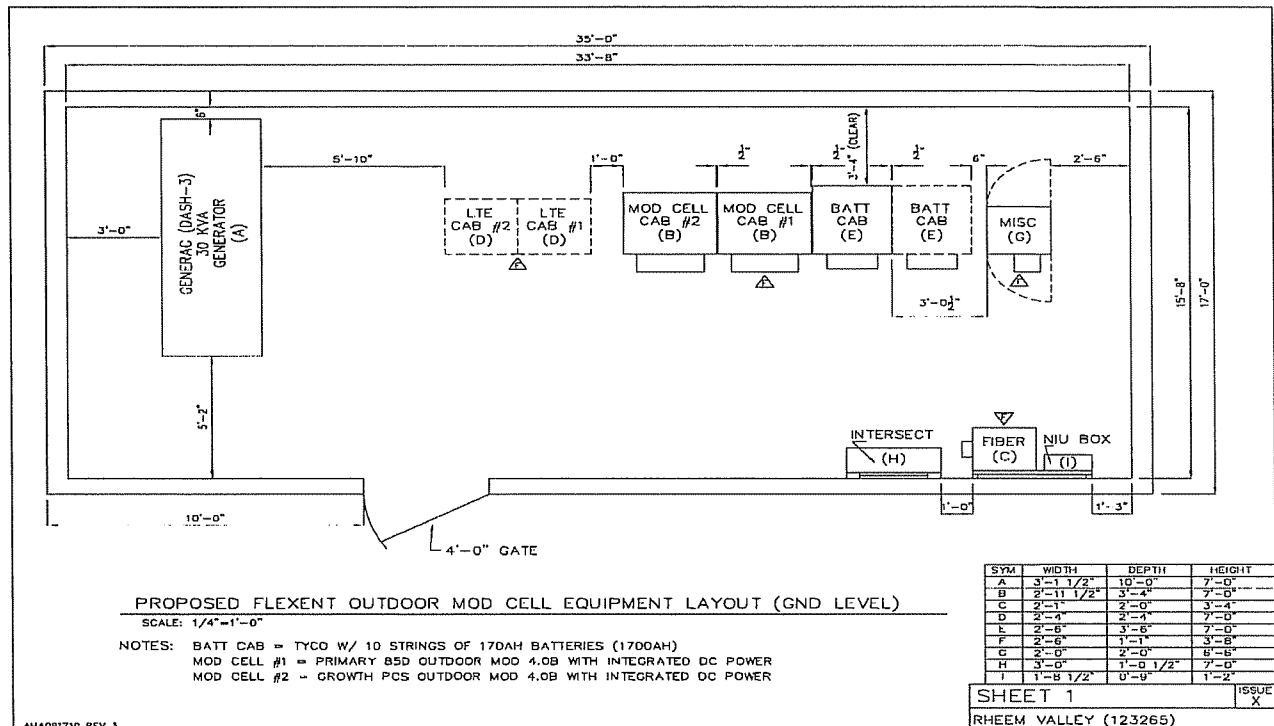 35'-0"
33'-8"
6"
5'-10"
1'-0"
1/2"
1/2"
3'-4" (CLEAR)
1/2"
6"
2'-6"
GENERAC (DASH-3)
30 KVA
GENERATOR
(A)
3'-0"
LTE
CAB #2
(D)
LTE
CAB #1
(D)
MOD CELL
CAB #2
(B)
MOD CELL
CAB #1
(B)
BATT
CAB
(E)
BATT
CAB
(E)
MISC
(G)
F
F
F
3'-0 1/2"
15'-8"
17'-0"
5'-2"
INTERSECT
(H)
F
FIBER
(C)
NIU BOX
(I)
10'-0"
1'-0"
1'-3"
4'-0" GATE
PROPOSED FLEXENT OUTDOOR MOD CELL EQUIPMENT LAYOUT (GND LEVEL)
SCALE: 1/4"=1'-0"
NOTES: BATT CAB = TYCO W/ 10 STRINGS OF 170AH BATTERIES (1700AH)
MOD CELL #1 = PRIMARY 850 OUTDOOR MOD 4.0B WITH INTEGRATED DC POWER
MOD CELL #2 = GROWTH PCS OUTDOOR MOD 4.0B WITH INTEGRATED DC POWER
SYM WIDTH DEPTH HEIGHT
A 3'-1 1/2" 10'-0" 7'-0"
B 2'-11 1/2" 3'-4" 7'-0"
C 2'-1" 2'-0" 3'-4"
D 2'-4" 2'-4" 7'-0"
E 2'-6" 3'-6" 7'-0"
F 2'-6" 1'-1" 3'-8"
G 2'-0" 2'-0" 6'-6"
H 3'-0" 1'-0 1/2" 7'-0"
I 1'-8 1/2" 0'-9" 1'-2"
SHEET 1
ISSUE
X
RHEEM VALLEY (123265)